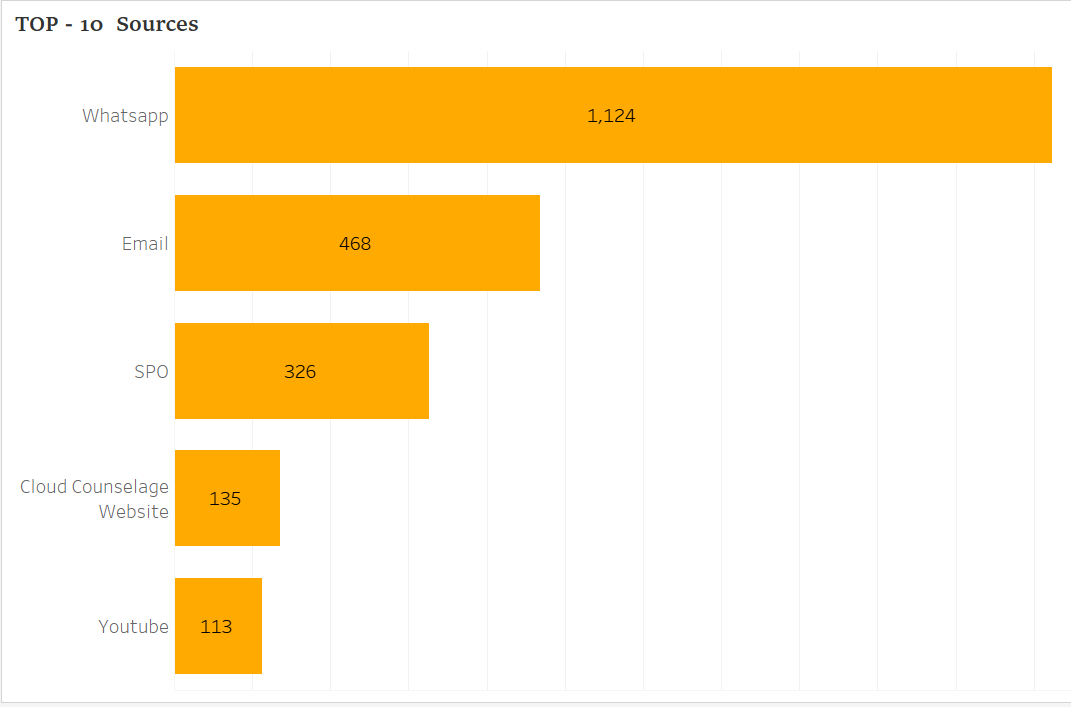 TOP - 10 Sources
Whatsapp
1,124
Email
468
SPO
326
Cloud Counselage
Website
135
Youtube
113